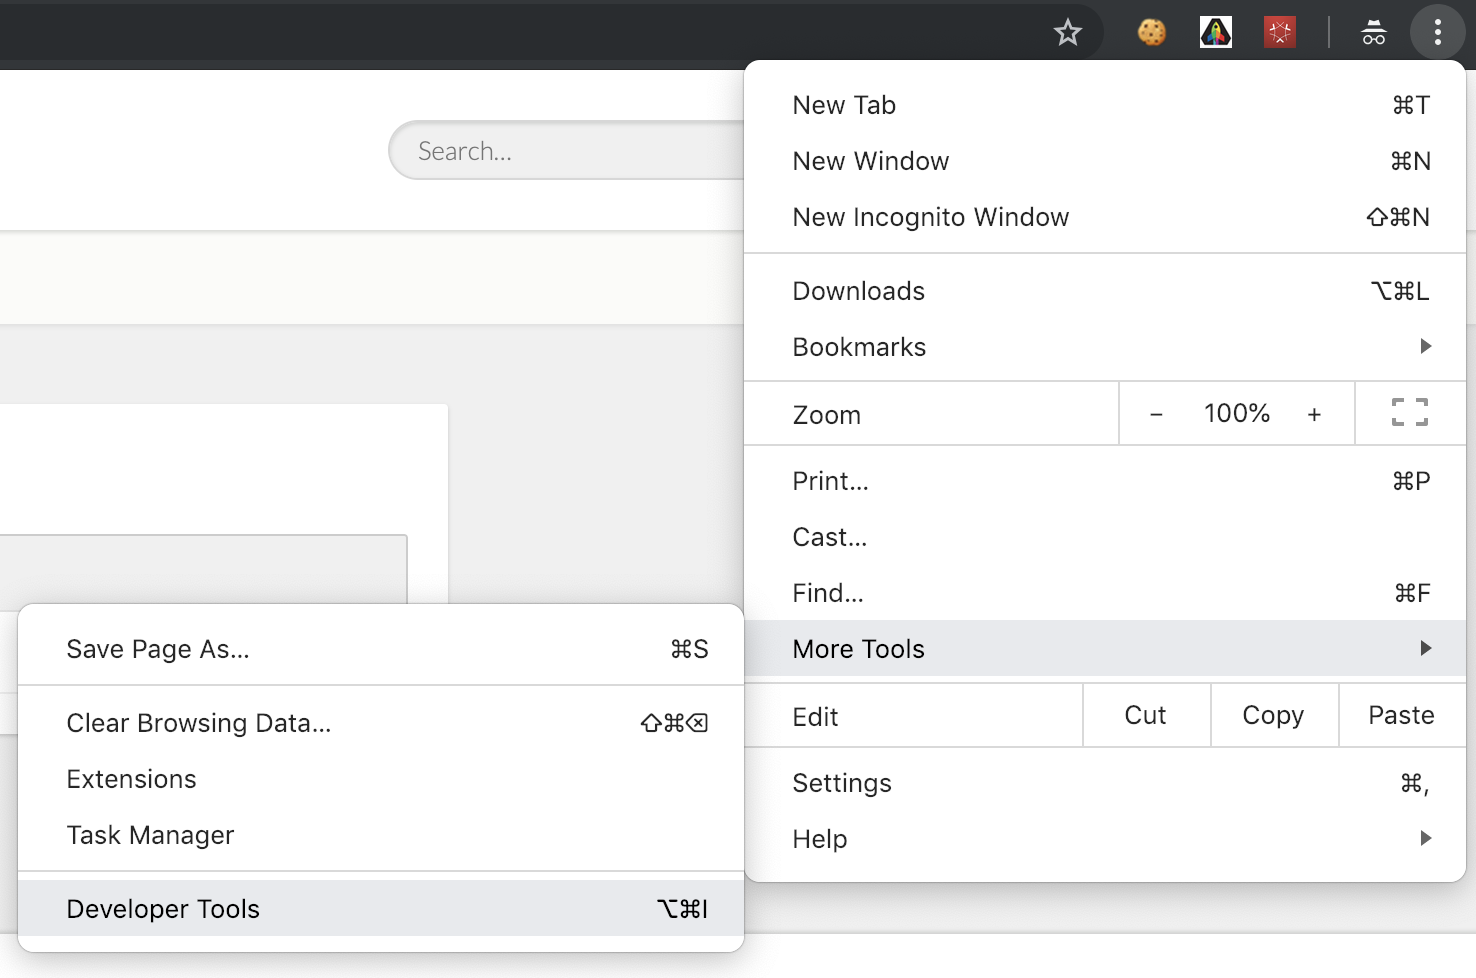 Search...
New Tab ⌘T
New Window ⌘N
New Incognito Window ⇧⌘N
Downloads ⌥⌘L
Bookmarks
Zoom − 100% +
Print... ⌘P
Cast...
Find... ⌘F
More Tools
Edit Cut Copy Paste
Settings ⌘,
Help
Save Page As... ⌘S
Clear Browsing Data... ⇧⌘⌫
Extensions
Task Manager
Developer Tools ⌥⌘I